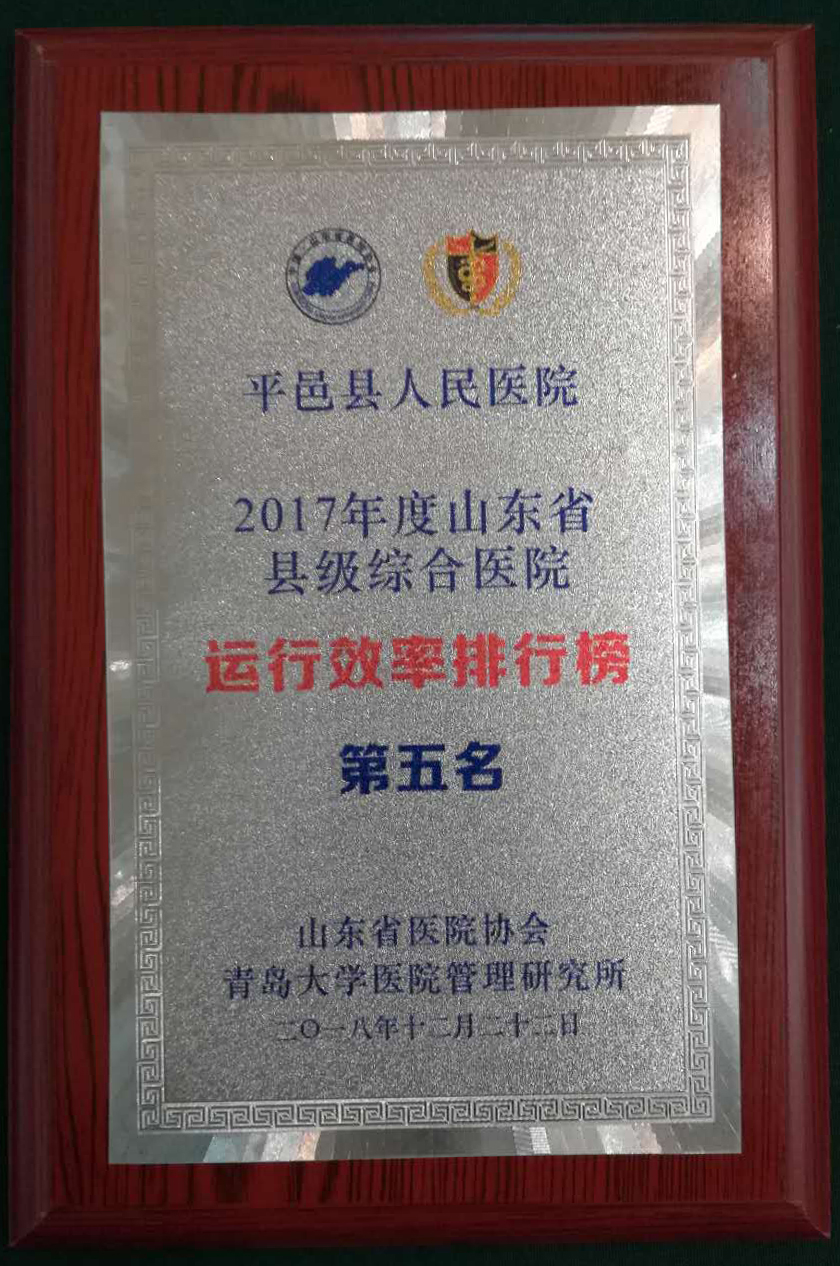 平邑县人民医院
2017年度山东省
县级综合医院
运行效率排行榜
第五名
山东省医院协会
青岛大学医院管理研究所
二〇一八年十二月二十二日